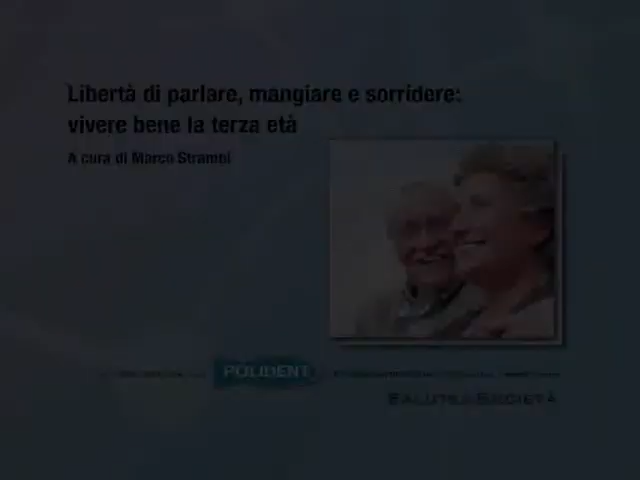 Libertà di parlare, mangiare e sorridere:
vivere bene la terza età
A cura di Marco Strambi
POLIDENT
SALUTE E SOCIETÀ